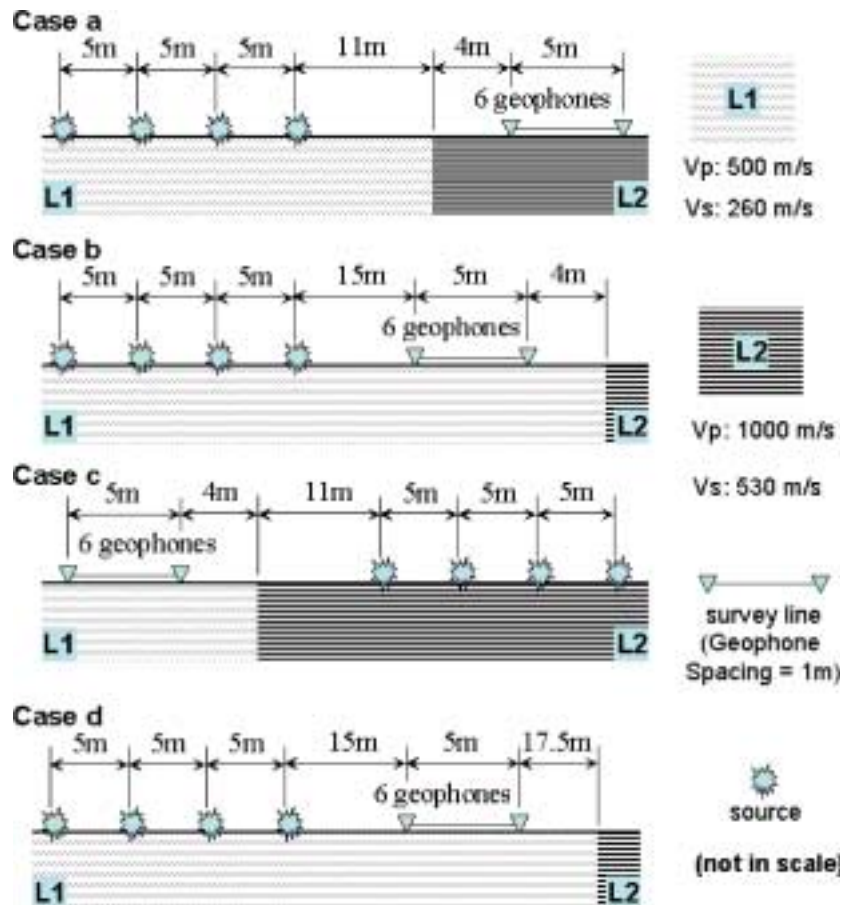 Case a
5m 5m 5m 11m 4m 5m
6 geophones
L1 L2
Case b
5m 5m 5m 15m 5m 4m
6 geophones
L1 L2
Case c
5m 4m 11m 5m 5m 5m
6 geophones
L1 L2
Case d
5m 5m 5m 15m 5m 17.5m
6 geophones
L1 L2
L1
Vp: 500 m/s
Vs: 260 m/s
L2
Vp: 1000 m/s
Vs: 530 m/s
survey line
(Geophone
Spacing = 1m)
source
(not in scale)